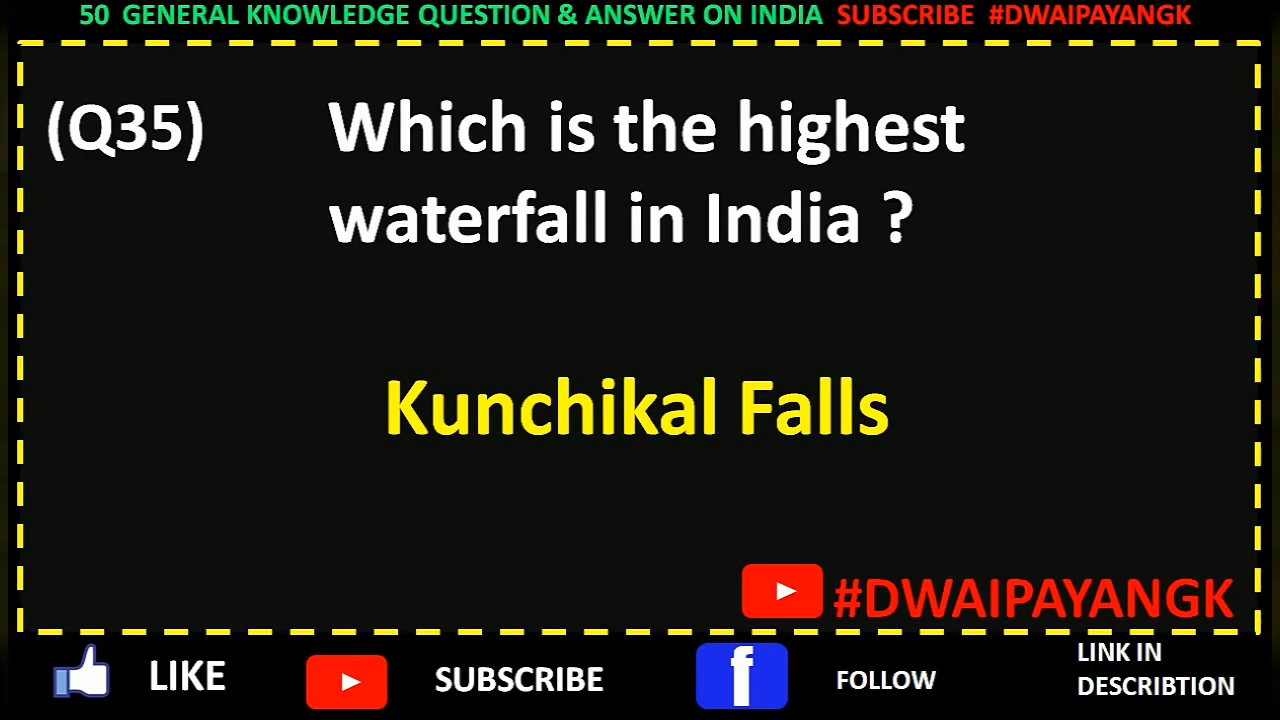 50 GENERAL KNOWLEDGE QUESTION & ANSWER ON INDIA SUBSCRIBE #DWAIPAYANGK
(Q35) Which is the highest
waterfall in India ?
Kunchikal Falls
#DWAIPAYANGK
LIKE SUBSCRIBE f FOLLOW LINK IN
DESCRIBTION